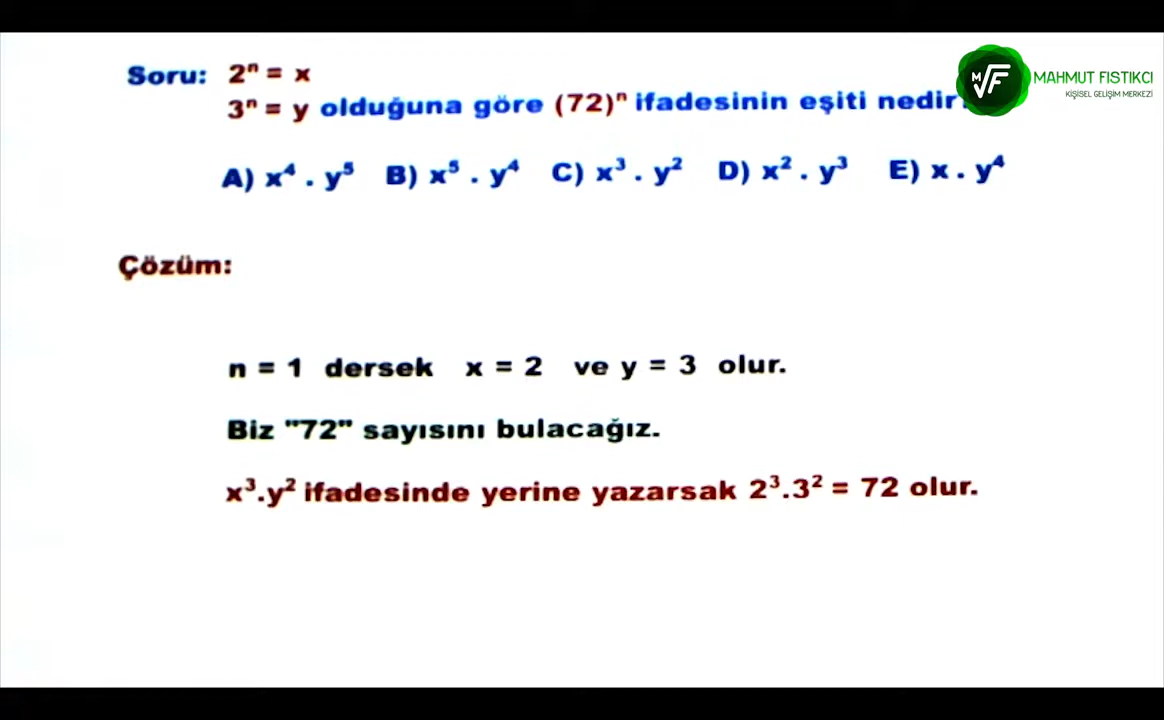 Soru: 2ⁿ = x
3ⁿ = y olduğuna göre (72)ⁿ ifadesinin eşiti nedir
MAHMUT FISTIKCI
KİŞİSEL GELİŞİM MERKEZİ
A) x⁴ . y⁵ B) x⁵ . y⁴ C) x³ . y² D) x² . y³ E) x . y⁴
Çözüm:
n = 1 dersek x = 2 ve y = 3 olur.
Biz "72" sayısını bulacağız.
x³.y² ifadesinde yerine yazarsak 2³.3² = 72 olur.